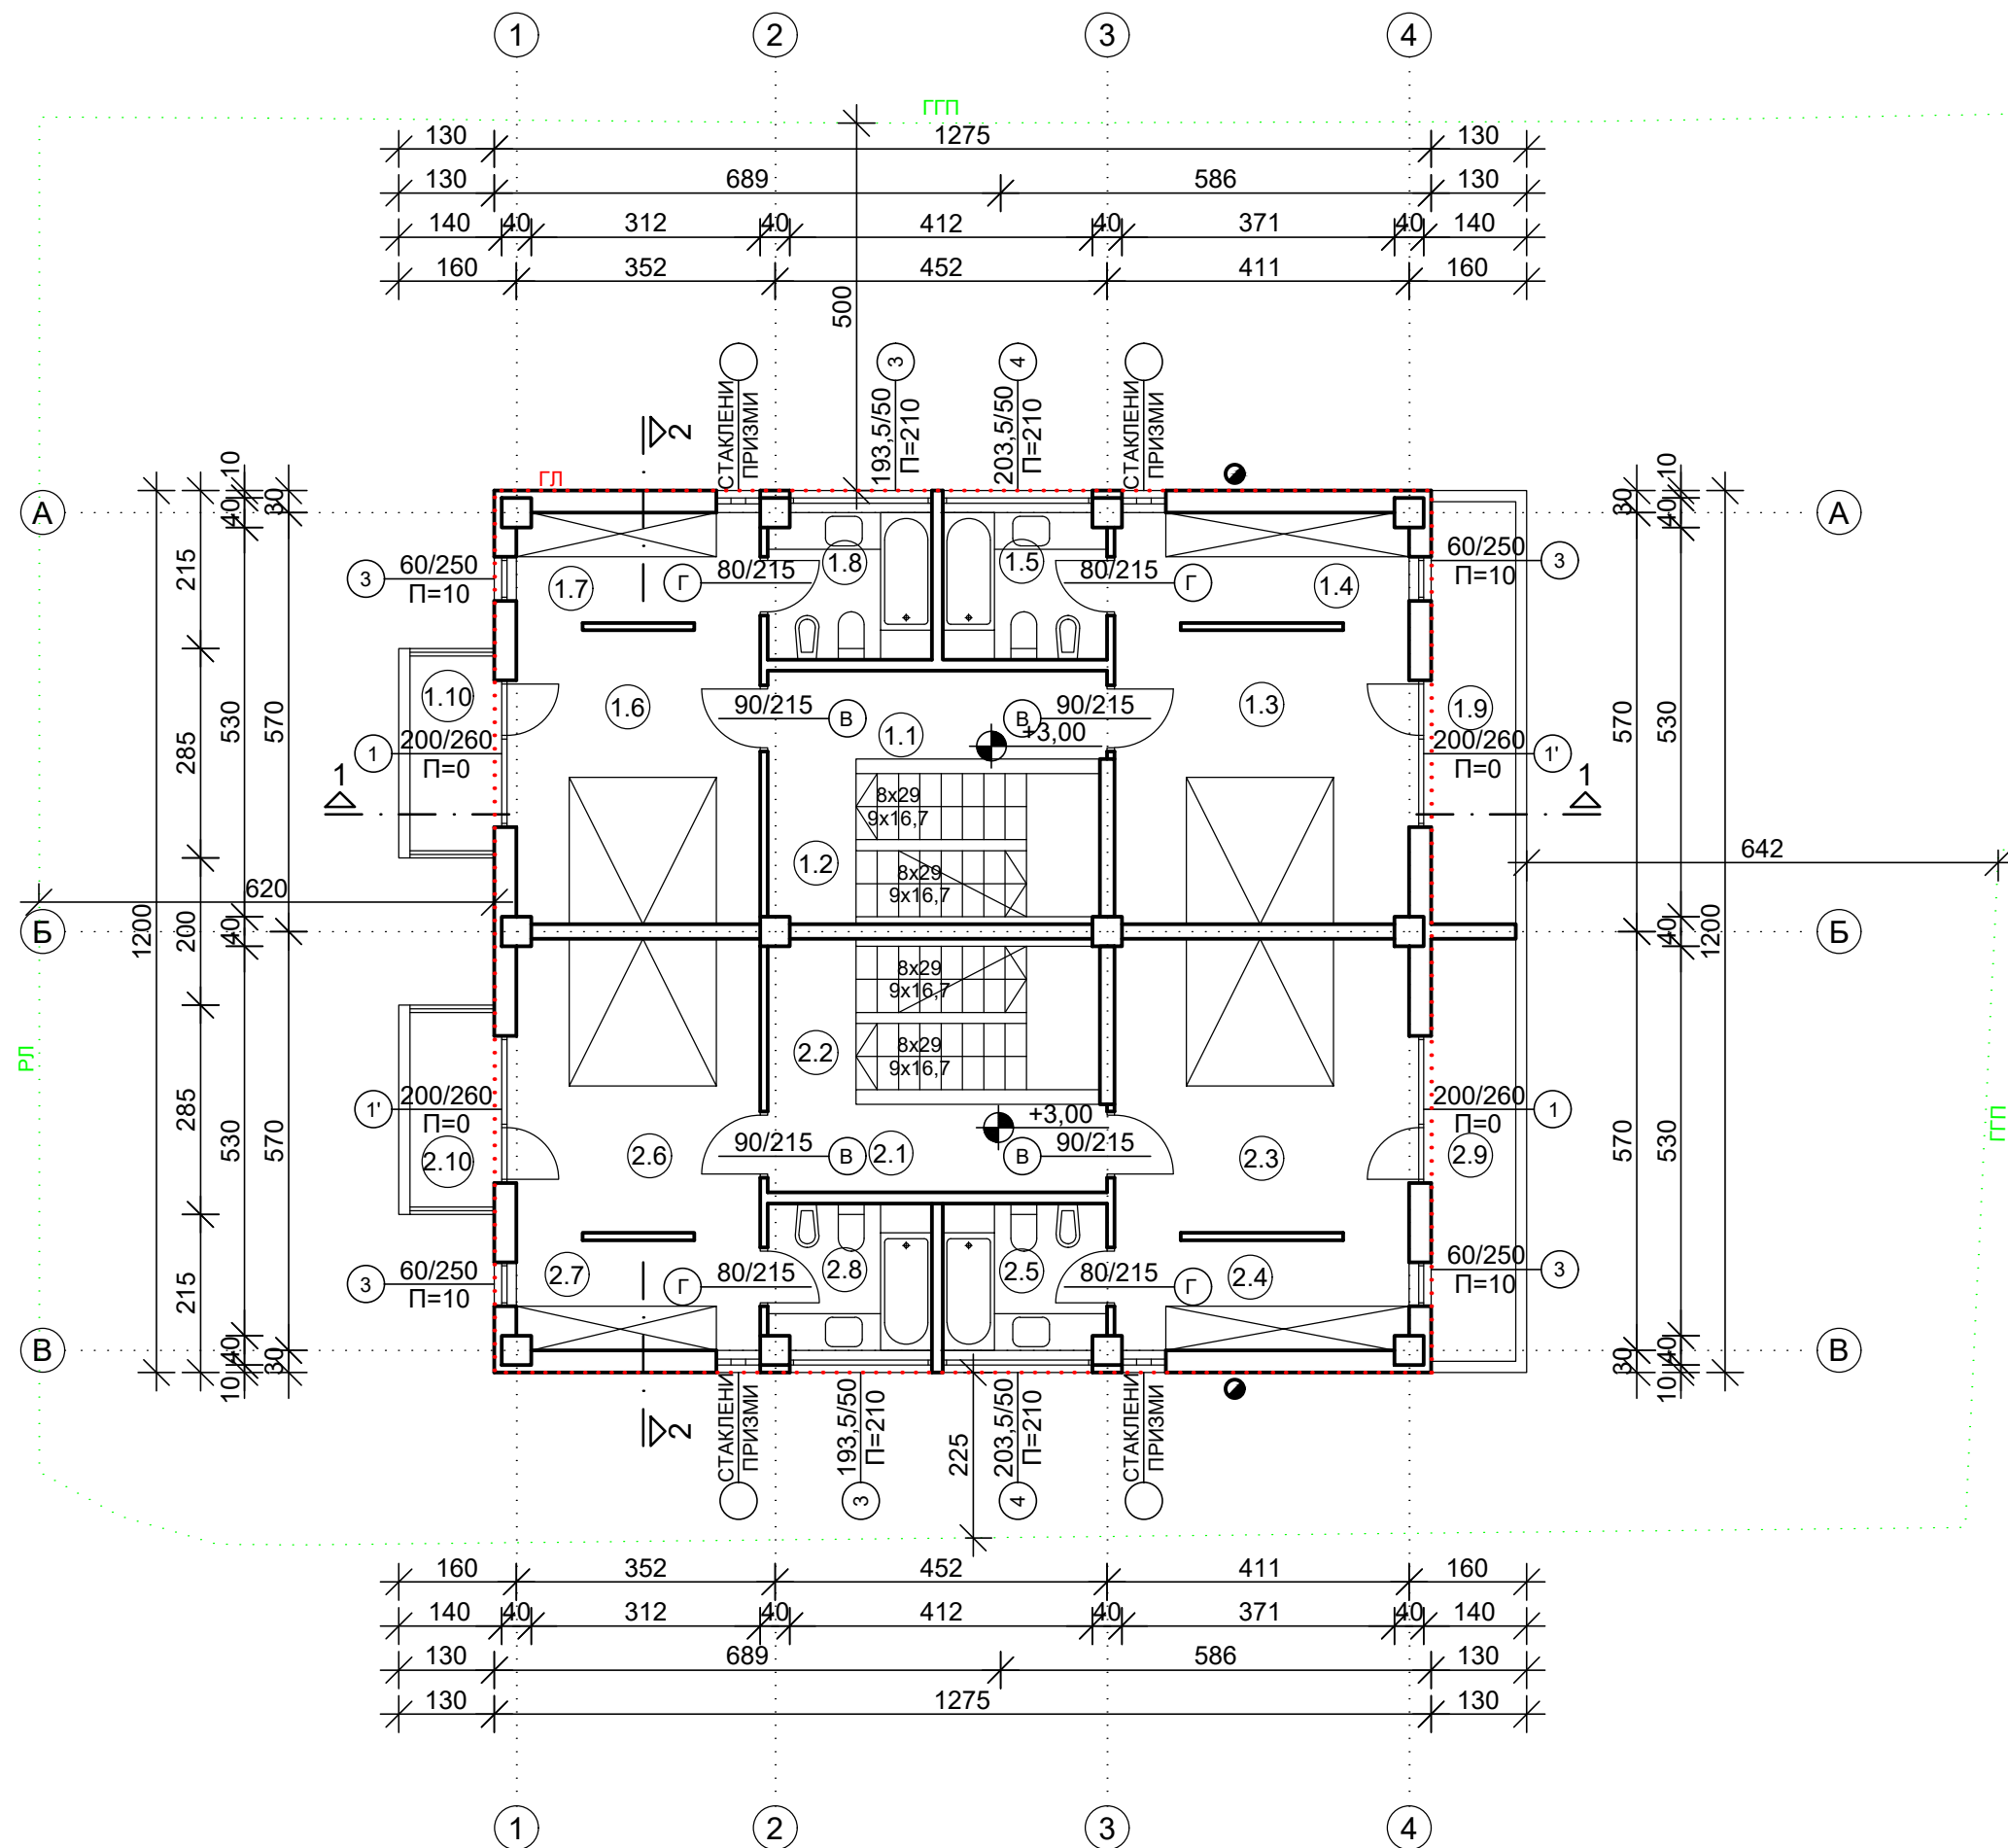 1 2 3 4
ГГП
130 1275 130
130 689 586 130
140 40 312 40 412 40 371 40 140
160 352 452 411 160
500
СТАКЛЕНИ
ПРИЗМИ
3
193,5/50
П=210
4
203,5/50
П=210
СТАКЛЕНИ
ПРИЗМИ
2
ГЛ
10
40
30
10
40
30
А
А
215
3
60/250
П=10
1.7
Г
80/215
1.8
1.5
80/215
Г
1.4
60/250
П=10
3
530
570
285
1.10
1.6
90/215
В
1.1
В
90/215
+3,00
1.3
1.9
570
530
1
200/260
П=0
200/260
П=0
1'
1
1
8x29
9x16,7
1.2
8x29
9x16,7
642
620
Б
1200
200
40
40
1200
Б
8x29
9x16,7
2.2
8x29
9x16,7
РЛ
ГГП
1'
200/260
П=0
285
530
570
2.10
2.6
90/215
В
2.1
+3,00
В
90/215
2.3
200/260
П=0
1
2.9
570
530
215
3
60/250
П=10
2.7
Г
80/215
2.8
2.5
80/215
Г
2.4
60/250
П=10
3
В
40
30
10
40
30
10
В
2
СТАКЛЕНИ
ПРИЗМИ
193,5/50
П=210
3
225
203,5/50
П=210
4
СТАКЛЕНИ
ПРИЗМИ
160 352 452 411 160
140 40 312 40 412 40 371 40 140
130 689 586 130
130 1275 130
1 2 3 4